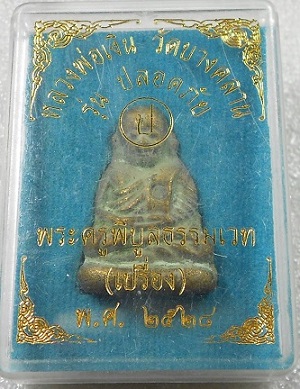 หลวงพ่อเงิน วัดบางคลาน
รุ่น ปลอดภัย
ป
พระครูพิบูลธรรมเวท
(เปรื่อง)
พ.ศ. ๒๕๒๘